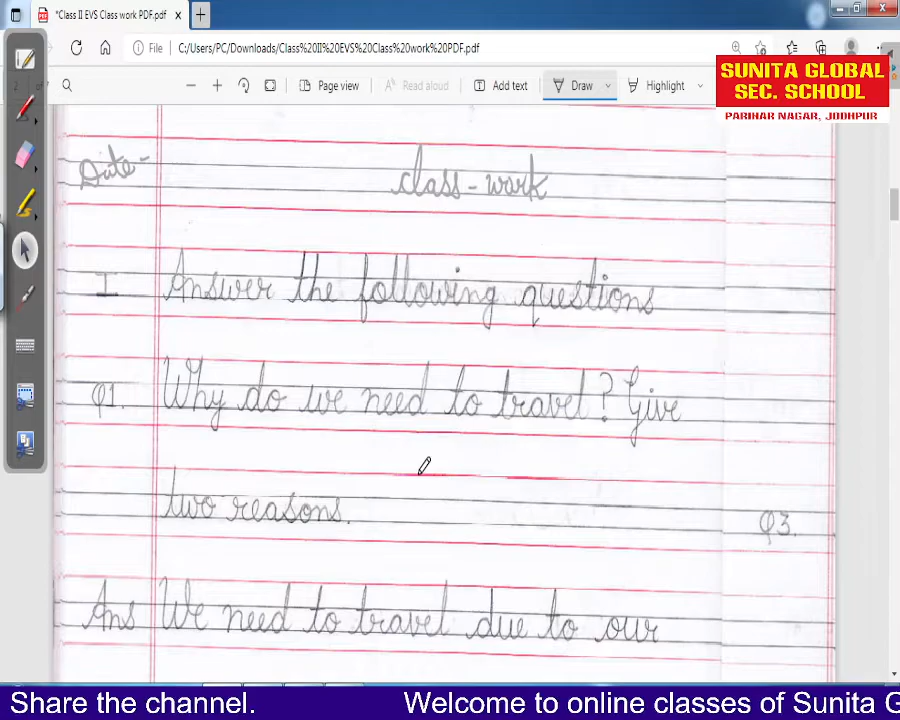 *Class II EVS Class work PDF.pdf
File C:/Users/PC/Downloads/Class%20II%20EVS%20Class%20work%20PDF.pdf
Page view Read aloud Add text Draw Highlight
SUNITA GLOBAL
SEC. SCHOOL
PARIHAR NAGAR, JODHPUR
Date-
Class-work
I Answer the following questions
Q1. Why do we need to travel? Give
two reasons.
Q3.
Ans We need to travel due to our
Share the channel. Welcome to online classes of Sunita G